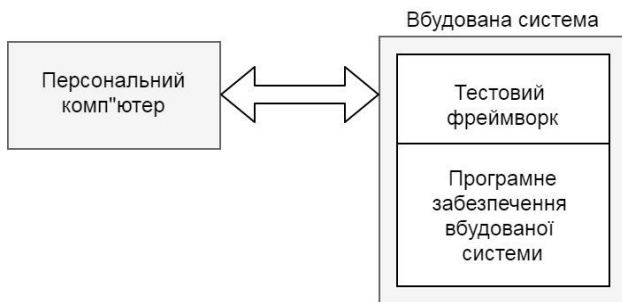 Вбудована система
Персональний
комп"ютер
Тестовий
фреймворк
Програмне
забезпечення
вбудованої
системи